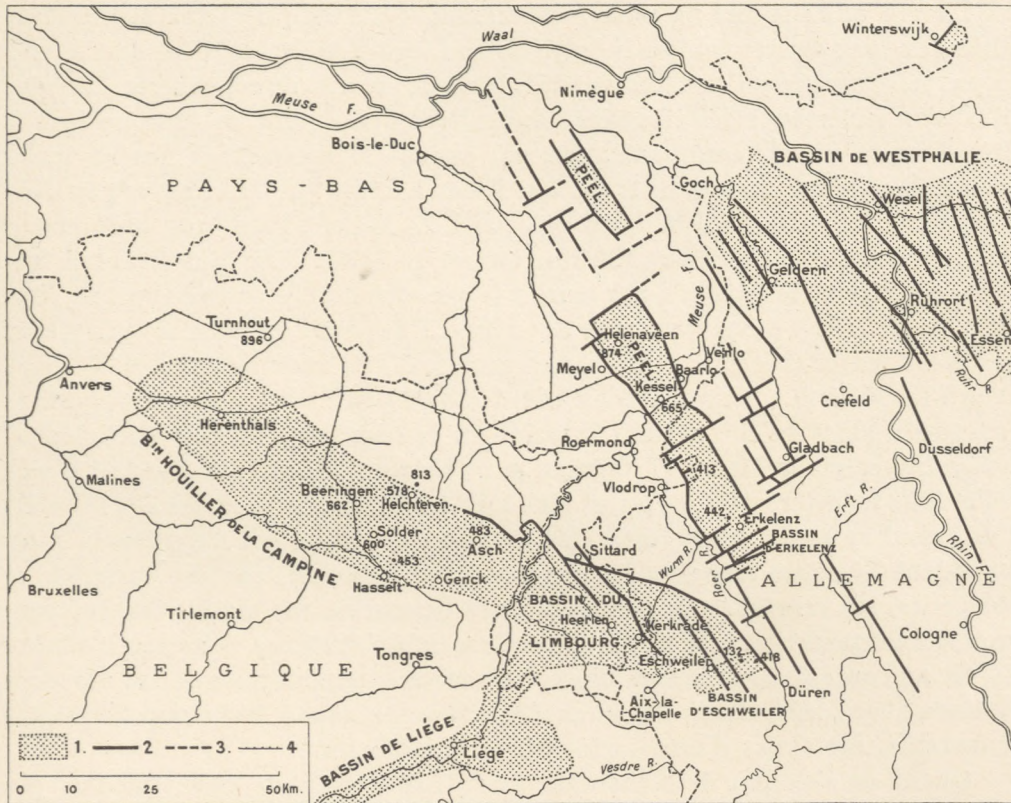 Winterswijk
Waal
Nimègue
Meuse F.
Bois-le-Duc
BASSIN DE WESTPHALIE
PAYS-BAS
PEEL
Goch
Wesel
Geldern
Meuse F.
Ruhrort
Turnhout
896
Helenaveen
874
PEEL
Essen
Anvers
Meyel
Venlo
Baarlo
Ruhr R
Kessel
665
Crefeld
Herenthals
Roermond
Gladbach
Düsseldorf
Malines
Bin HOUILLER DE LA CAMPINE
813
578
Beeringen
662
Helchteren
Vlodrop
413
Erft R.
442
Erkelenz
Solder
600
483
Asch
BASSIN
D'ERKELENZ
Rhin F.
453
Sittard
Wurm R.
Roer R.
Hasselt
Genck
ALLEMAGNE
Bruxelles
BASSIN DU
Heerlen
Tirlemont
LIMBOURG
Kerkrade
Cologne
BELGIQUE
Tongres
Eschweiler
132
418
Aix-la-
Chapelle
BASSIN
D'ESCHWEILER
Düren
BASSIN DE LIÉGE
Liége
Vesdre R.
1. 2 3. 4
0 10 25 50 Km.